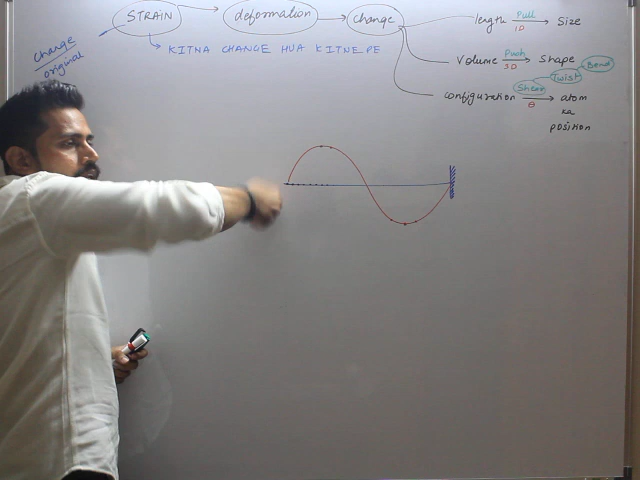 STRAIN → deformation → change
length Pull → Size
1D
change
original
→ KITNA CHANGE HUA KITNE PE
Volume Push → Shape Bend
3D
Twist
Shear
configuration → atom
θ
ka
position